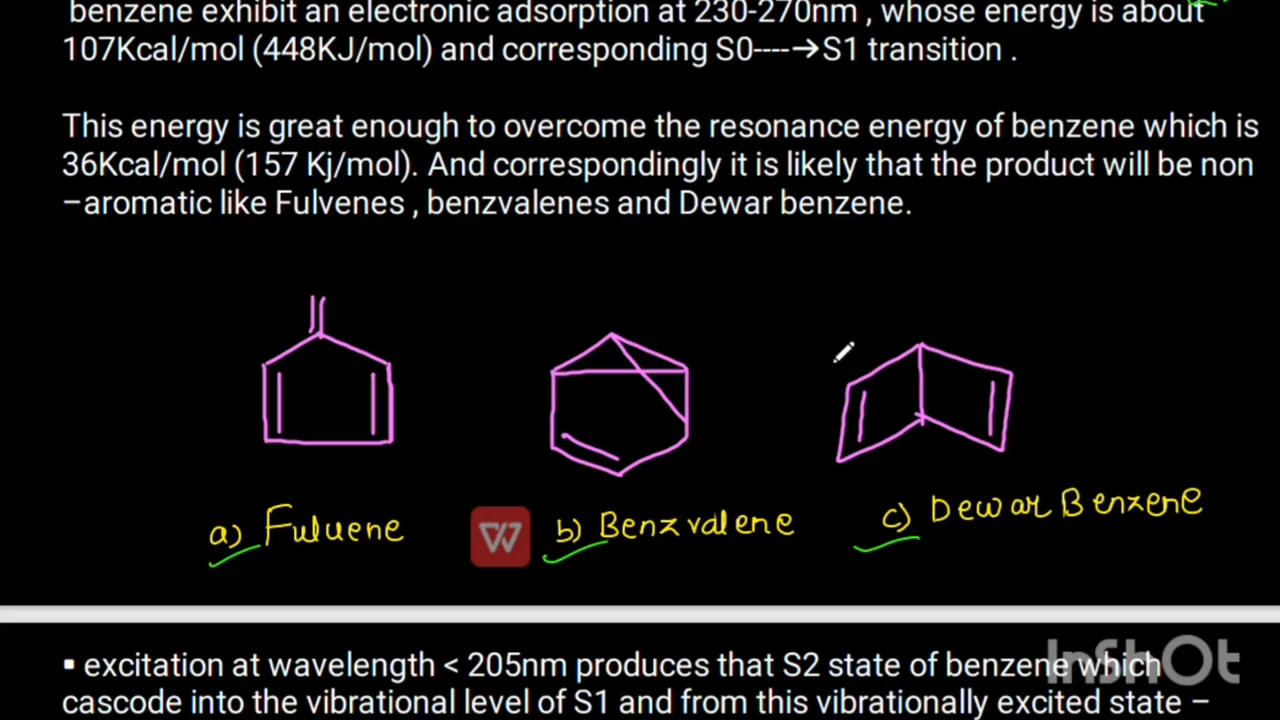 benzene exhibit an electronic adsorption at 230-270nm , whose energy is about
107Kcal/mol (448KJ/mol) and corresponding S0----➔S1 transition .
This energy is great enough to overcome the resonance energy of benzene which is
36Kcal/mol (157 Kj/mol). And correspondingly it is likely that the product will be non
–aromatic like Fulvenes , benzvalenes and Dewar benzene.
a) Fuluene
b) Benzvalene
c) Dewar Benzene
W
▪ excitation at wavelength < 205nm produces that S2 state of benzene which
cascode into the vibrational level of S1 and from this vibrationally excited state –
InShOt